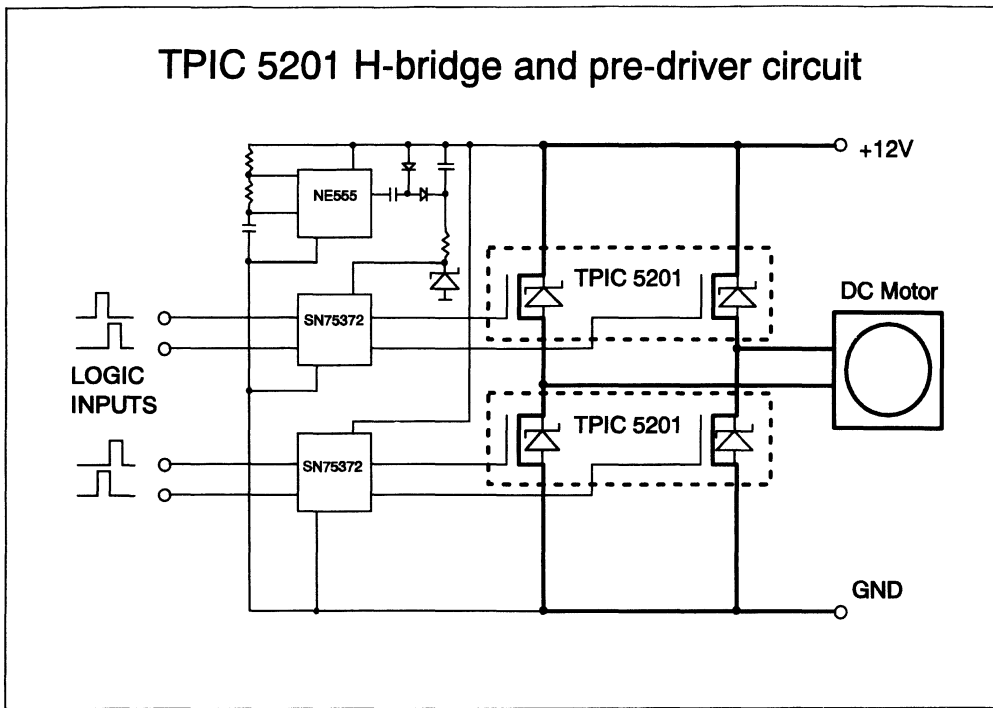 TPIC 5201 H-bridge and pre-driver circuit
+12V
NE555
TPIC 5201
DC Motor
SN75372
LOGIC
INPUTS
TPIC 5201
SN75372
GND